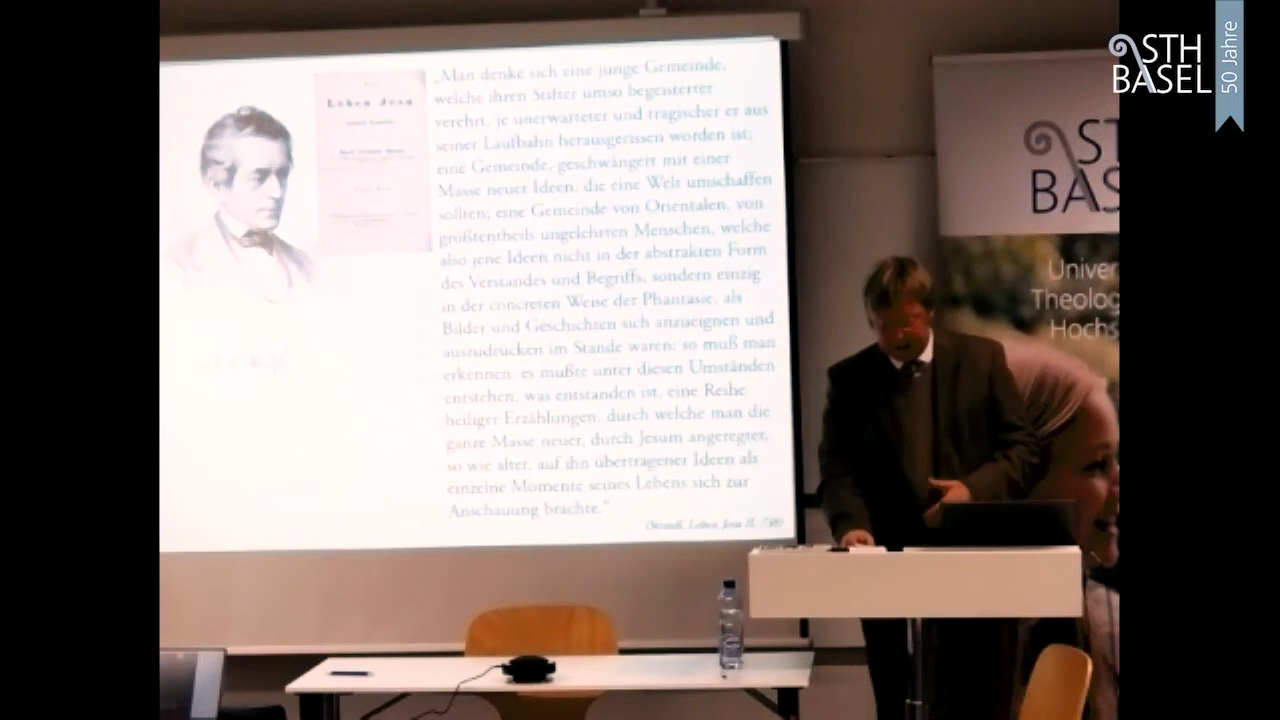 „Man denke sich eine junge Gemeinde,
welche ihren Stifter umso begeisterter
verehrt, je unerwarteter und tragischer er aus
seiner Laufbahn herausgerissen worden ist;
eine Gemeinde, geschwängert mit einer
Masse neuer Ideen, die eine Welt umschaffen
sollten; eine Gemeinde von Orientalen, von
größtentheils ungelehrten Menschen, welche
also jene Ideen nicht in der abstrakten Form
des Verstandes und Begriffs, sondern einzig
in der concreten Weise der Phantasie, als
Bilder und Geschichten sich anzueignen und
auszudrücken im Stande waren: so muß man
erkennen: es mußte unter diesen Umständen
entstehen, was entstanden ist, eine Reihe
heiliger Erzählungen, durch welche man die
ganze Masse neuer, durch Jesum angeregter,
so wie alter, auf ihn übertragener Ideen als
einzelne Momente seines Lebens sich zur
Anschauung brachte.“
Leben Jesu II,
Leben Jesu
STH
BASEL
50 Jahre
ST
BAS
Univer
Theolog
Hochs